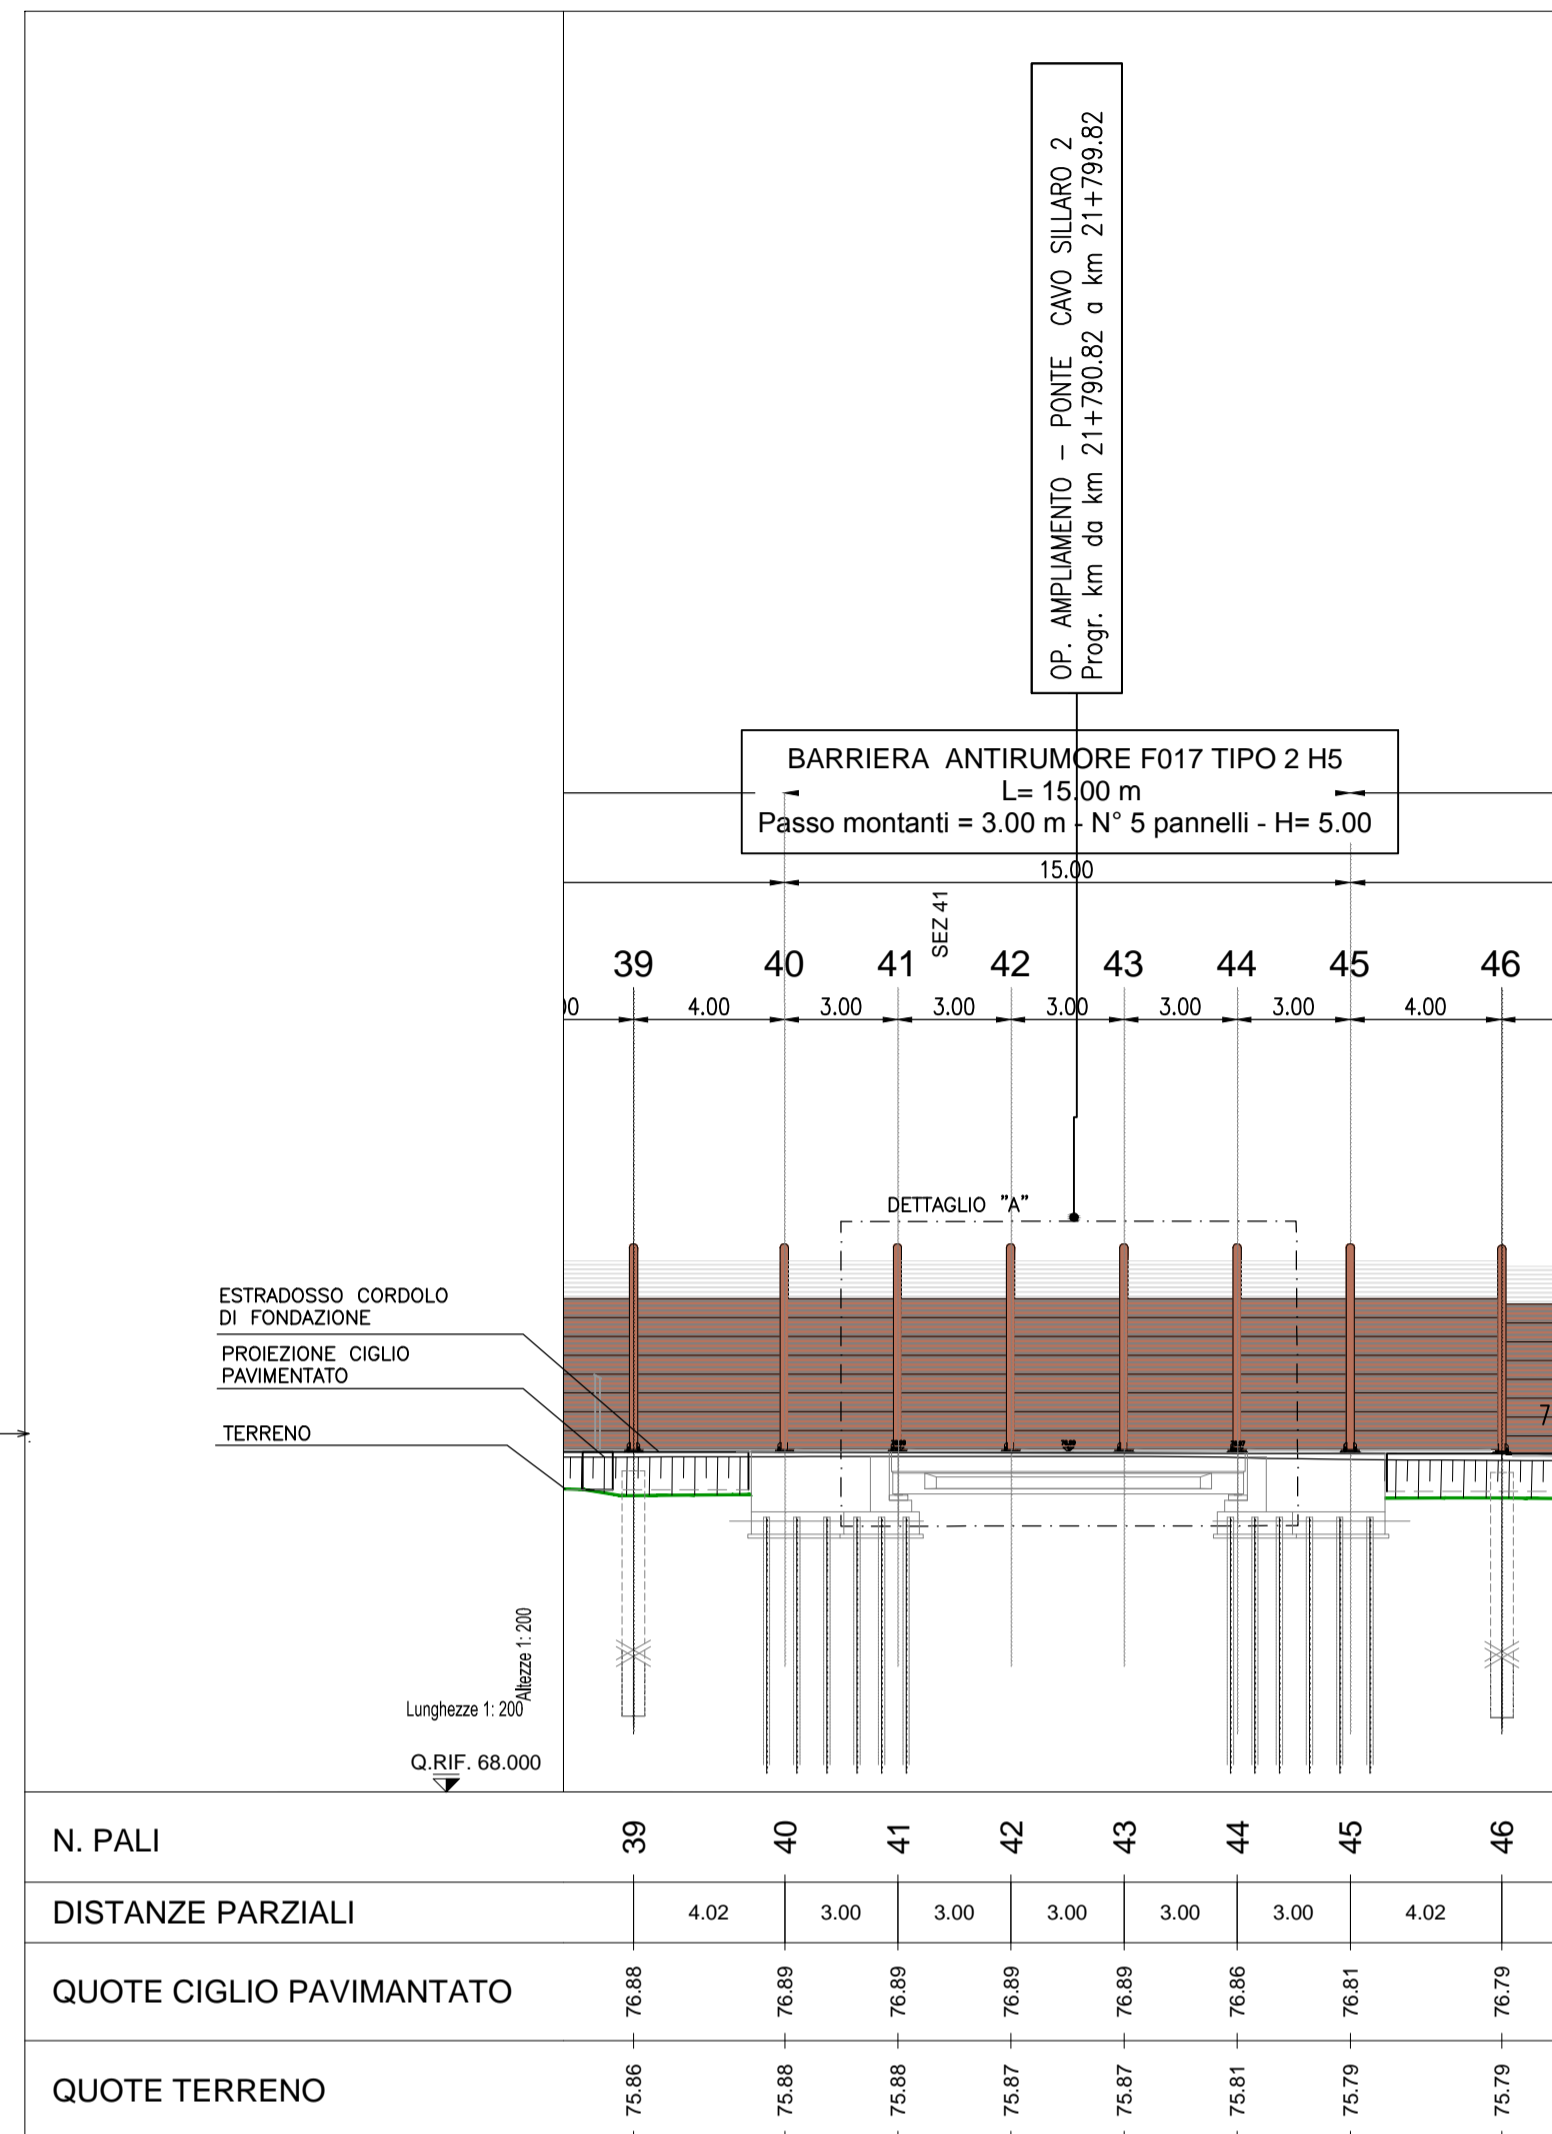 OP. AMPLIAMENTO - PONTE CAVO SILLARO 2
Progr. km da km 21+790.82 a km 21+799.82
BARRIERA ANTIRUMORE F017 TIPO 2 H5
L= 15.00 m
Passo montanti = 3.00 m - N° 5 pannelli - H= 5.00
15.00
SEZ 41
39 40 41 42 43 44 45 46
4.00 3.00 3.00 3.00 3.00 3.00 4.00
DETTAGLIO "A"
ESTRADOSSO CORDOLO
DI FONDAZIONE
PROIEZIONE CIGLIO
PAVIMENTATO
TERRENO
Altezze 1: 200
Lunghezze 1: 200
Q.RIF. 68.000
N. PALI 39 40 41 42 43 44 45 46
DISTANZE PARZIALI 4.02 3.00 3.00 3.00 3.00 3.00 4.02
QUOTE CIGLIO PAVIMANTATO 76.88 76.89 76.89 76.89 76.89 76.86 76.81 76.79
QUOTE TERRENO 75.86 75.88 75.88 75.87 75.87 75.81 75.79 75.79